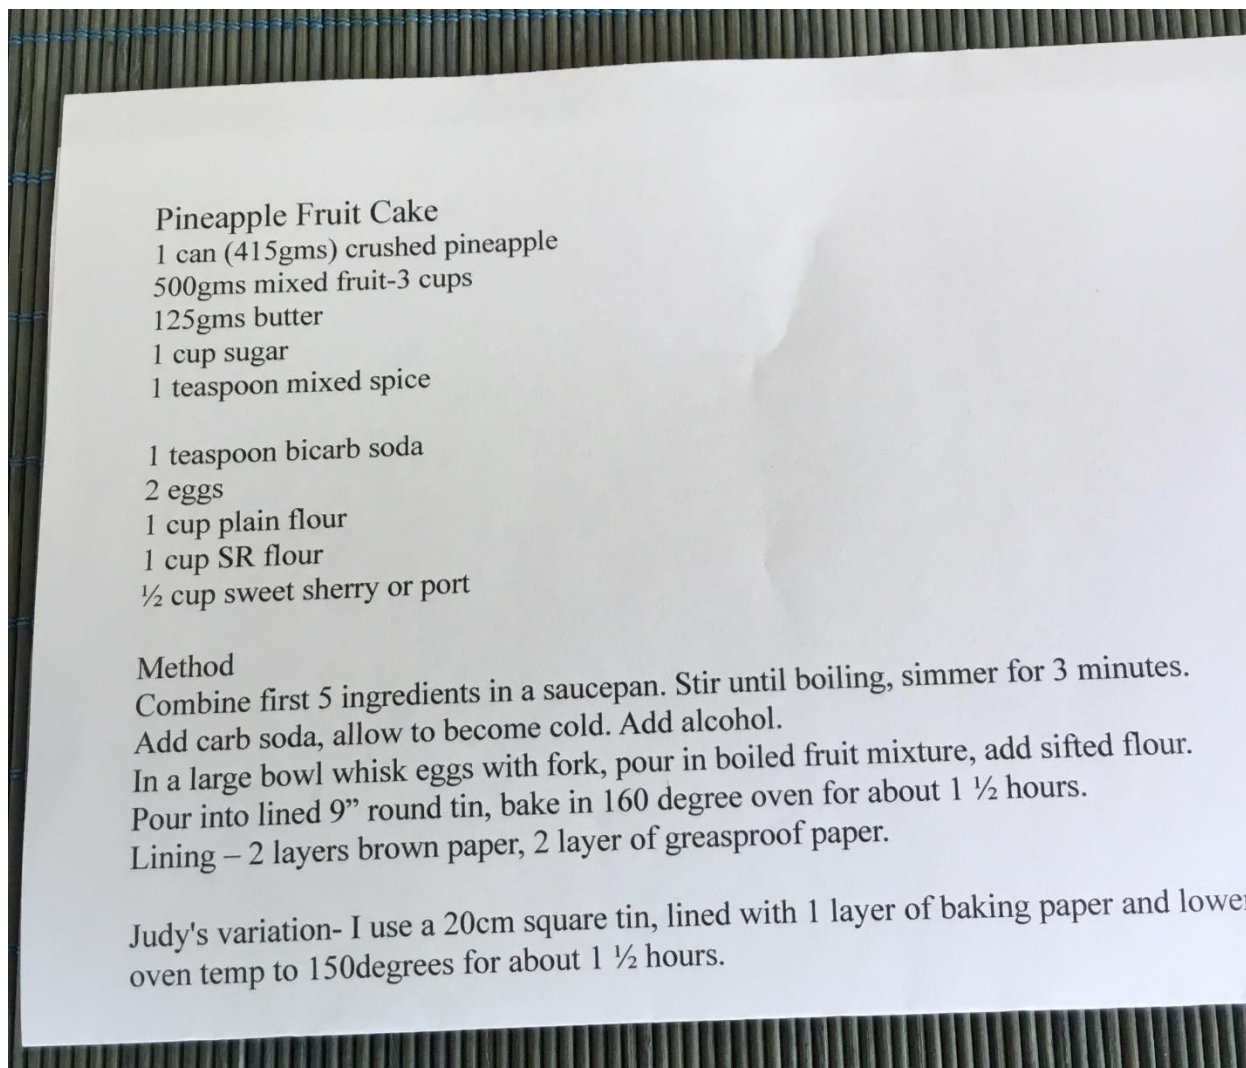 Pineapple Fruit Cake
1 can (415gms) crushed pineapple
500gms mixed fruit-3 cups
125gms butter
1 cup sugar
1 teaspoon mixed spice
1 teaspoon bicarb soda
2 eggs
1 cup plain flour
1 cup SR flour
½ cup sweet sherry or port
Method
Combine first 5 ingredients in a saucepan. Stir until boiling, simmer for 3 minutes.
Add carb soda, allow to become cold. Add alcohol.
In a large bowl whisk eggs with fork, pour in boiled fruit mixture, add sifted flour.
Pour into lined 9” round tin, bake in 160 degree oven for about 1 ½ hours.
Lining – 2 layers brown paper, 2 layer of greasproof paper.
Judy's variation- I use a 20cm square tin, lined with 1 layer of baking paper and lower
oven temp to 150degrees for about 1 ½ hours.